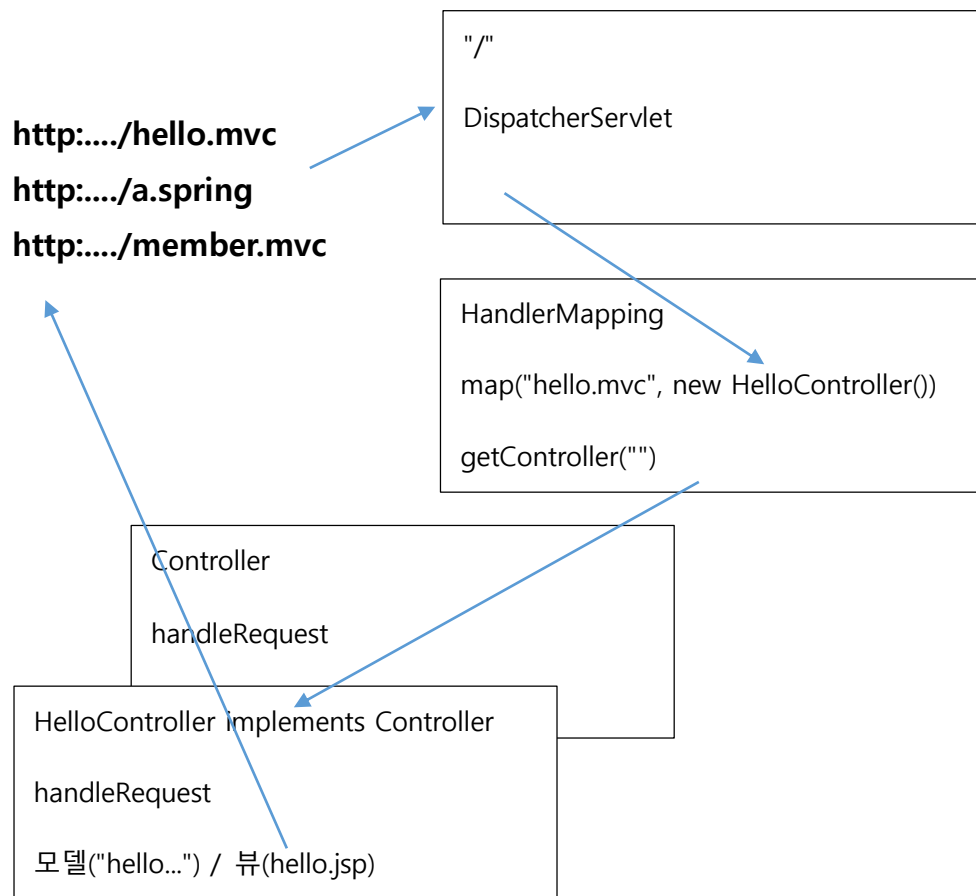 "/"
DispatcherServlet
http:..../hello.mvc
http:..../a.spring
http:..../member.mvc
HandlerMapping
map("hello.mvc", new HelloController())
getController("")
Controller
handleRequest
HelloController implements Controller
handleRequest
모델("hello...") / 뷰(hello.jsp)